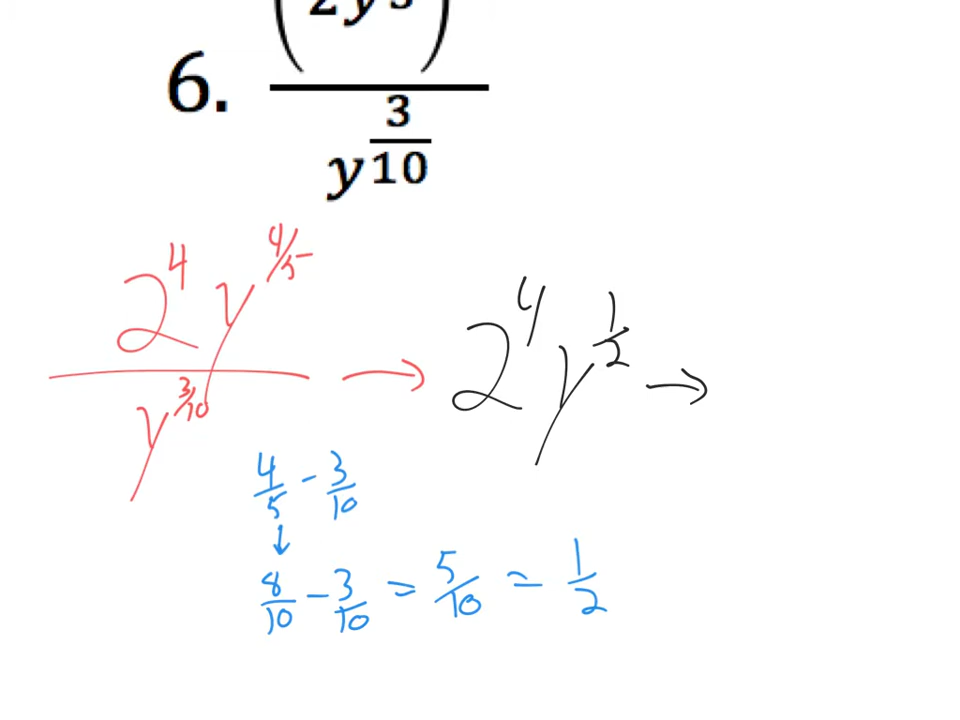 6.
y^(3/10)
2^4 y^(4/5)
y^(3/10) → 2^4 y^(1/2) →
4/5 - 3/10
↓
8/10 - 3/10 = 5/10 = 1/2